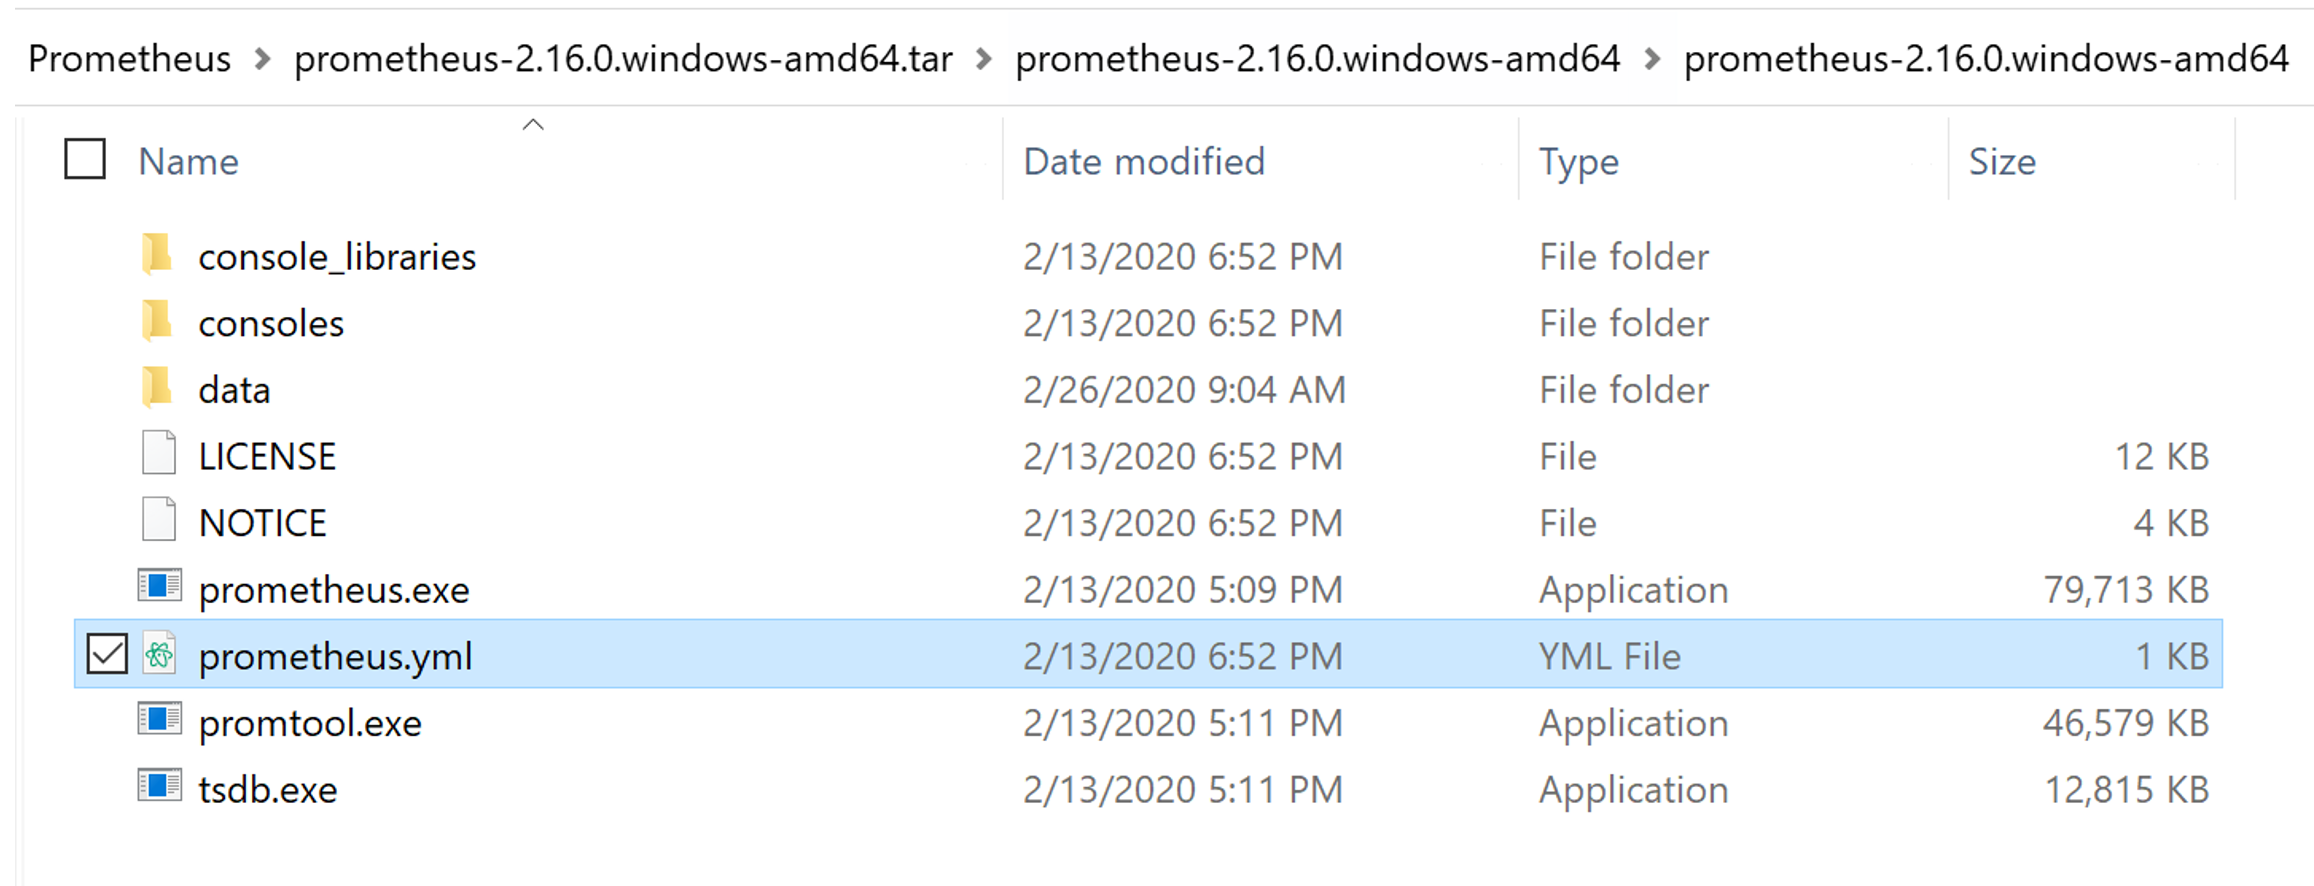 Prometheus > prometheus-2.16.0.windows-amd64.tar > prometheus-2.16.0.windows-amd64 > prometheus-2.16.0.windows-amd64
Name Date modified Type Size
console_libraries 2/13/2020 6:52 PM File folder
consoles 2/13/2020 6:52 PM File folder
data 2/26/2020 9:04 AM File folder
LICENSE 2/13/2020 6:52 PM File 12 KB
NOTICE 2/13/2020 6:52 PM File 4 KB
prometheus.exe 2/13/2020 5:09 PM Application 79,713 KB
prometheus.yml 2/13/2020 6:52 PM YML File 1 KB
promtool.exe 2/13/2020 5:11 PM Application 46,579 KB
tsdb.exe 2/13/2020 5:11 PM Application 12,815 KB